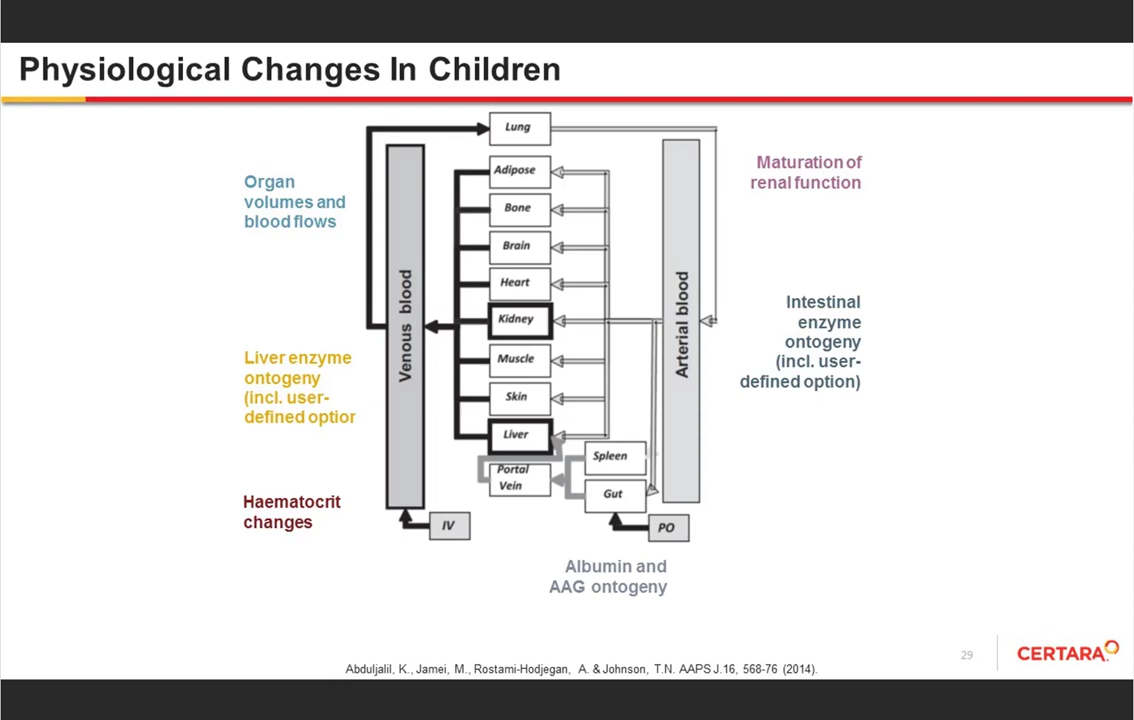 Physiological Changes In Children
Organ
volumes and
blood flows
Liver enzyme
ontogeny
(incl. user-
defined optior
Haematocrit
changes
Venous blood
IV
Lung
Adipose
Bone
Brain
Heart
Kidney
Muscle
Skin
Liver
Portal
Vein
Spleen
Gut
PO
Arterial blood
Maturation of
renal function
Intestinal
enzyme
ontogeny
(incl. user-
defined option)
Albumin and
AAG ontogeny
Abduljalil, K., Jamei, M., Rostami-Hodjegan, A. & Johnson, T.N. AAPS J.16, 568-76 (2014).
29
CERTARA